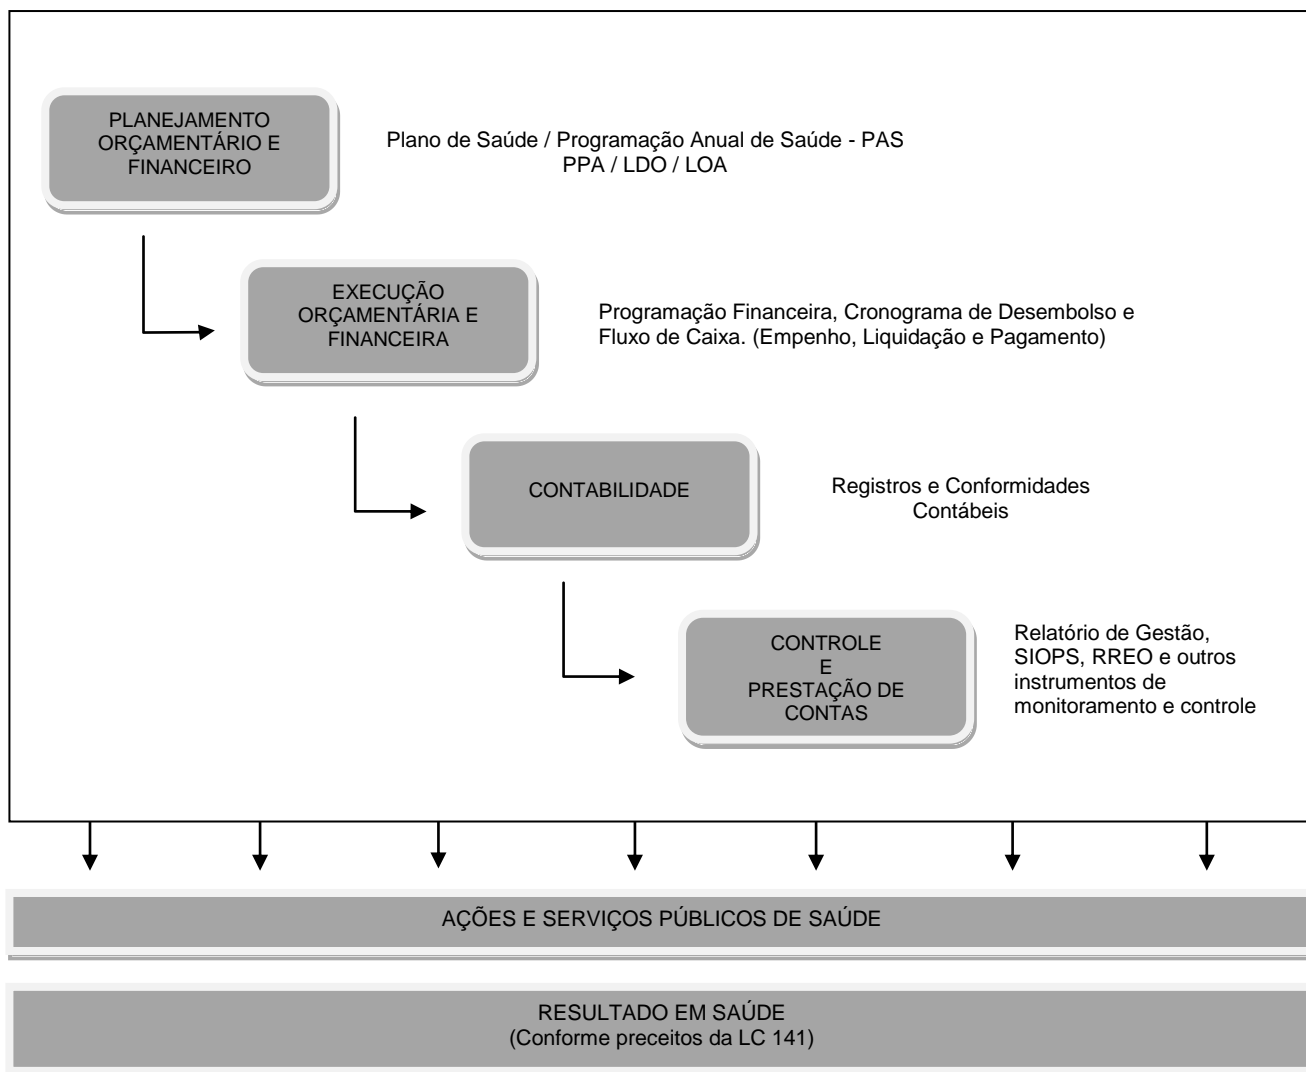 PLANEJAMENTO
ORÇAMENTÁRIO E
FINANCEIRO
Plano de Saúde / Programação Anual de Saúde - PAS
PPA / LDO / LOA
EXECUÇÃO
ORÇAMENTÁRIA E
FINANCEIRA
Programação Financeira, Cronograma de Desembolso e
Fluxo de Caixa. (Empenho, Liquidação e Pagamento)
CONTABILIDADE
Registros e Conformidades
Contábeis
CONTROLE
E
PRESTAÇÃO DE
CONTAS
Relatório de Gestão,
SIOPS, RREO e outros
instrumentos de
monitoramento e controle
AÇÕES E SERVIÇOS PÚBLICOS DE SAÚDE
RESULTADO EM SAÚDE
(Conforme preceitos da LC 141)